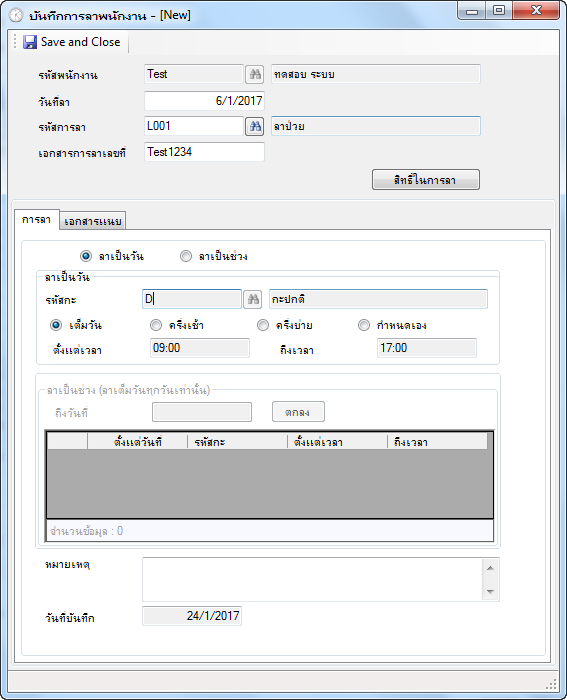 บันทึกการลาพนักงาน - [New]
Save and Close
รหัสพนักงาน Test ทดสอบ ระบบ
วันที่ลา 6/1/2017
รหัสการลา L001 ลาป่วย
เอกสารการลาเลขที่ Test1234
สิทธิ์ในการลา
การลา เอกสารแนบ
ลาเป็นวัน ลาเป็นช่วง
ลาเป็นวัน
รหัสกะ D กะปกติ
เต็มวัน ครึ่งเช้า ครึ่งบ่าย กำหนดเอง
ตั้งแต่เวลา 09:00 ถึงเวลา 17:00
ลาเป็นช่วง (ลาเต็มวันทุกวันเท่านั้น)
ถึงวันที่ ตกลง
ตั้งแต่วันที่ รหัสกะ ตั้งแต่เวลา ถึงเวลา
จำนวนข้อมูล : 0
หมายเหตุ
วันที่บันทึก 24/1/2017